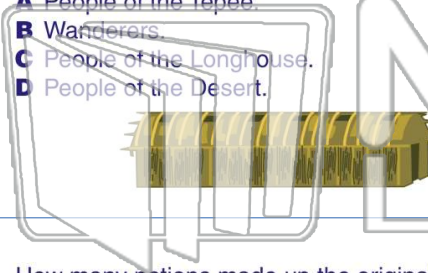 A People of the Tepee.
B Wanderers.
C People of the Longhouse.
D People of the Desert.
How many nations made up the original